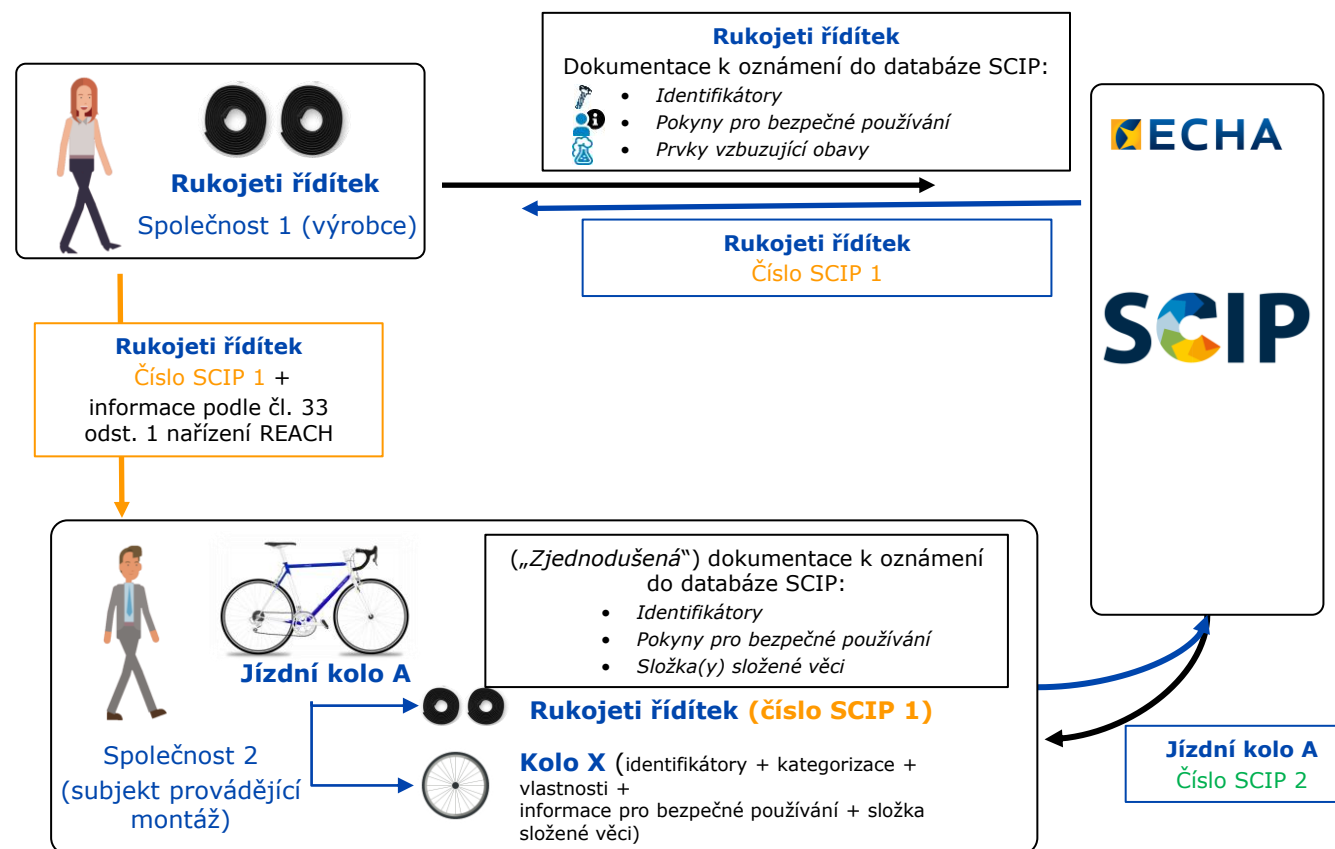 Rukojeti řídítek
Dokumentace k oznámení do databáze SCIP:
• Identifikátory
• Pokyny pro bezpečné používání
• Prvky vzbuzující obavy
Rukojeti řídítek
Společnost 1 (výrobce)
ECHA
SCIP
Rukojeti řídítek
Číslo SCIP 1
Rukojeti řídítek
Číslo SCIP 1 +
informace podle čl. 33
odst. 1 nařízení REACH
(„Zjednodušená“) dokumentace k oznámení
do databáze SCIP:
• Identifikátory
• Pokyny pro bezpečné používání
• Složka(y) složené věci
Jízdní kolo A
Rukojeti řídítek (číslo SCIP 1)
Společnost 2
(subjekt provádějící
montáž)
Kolo X (identifikátory + kategorizace +
vlastnosti +
informace pro bezpečné používání + složka
složené věci)
Jízdní kolo A
Číslo SCIP 2